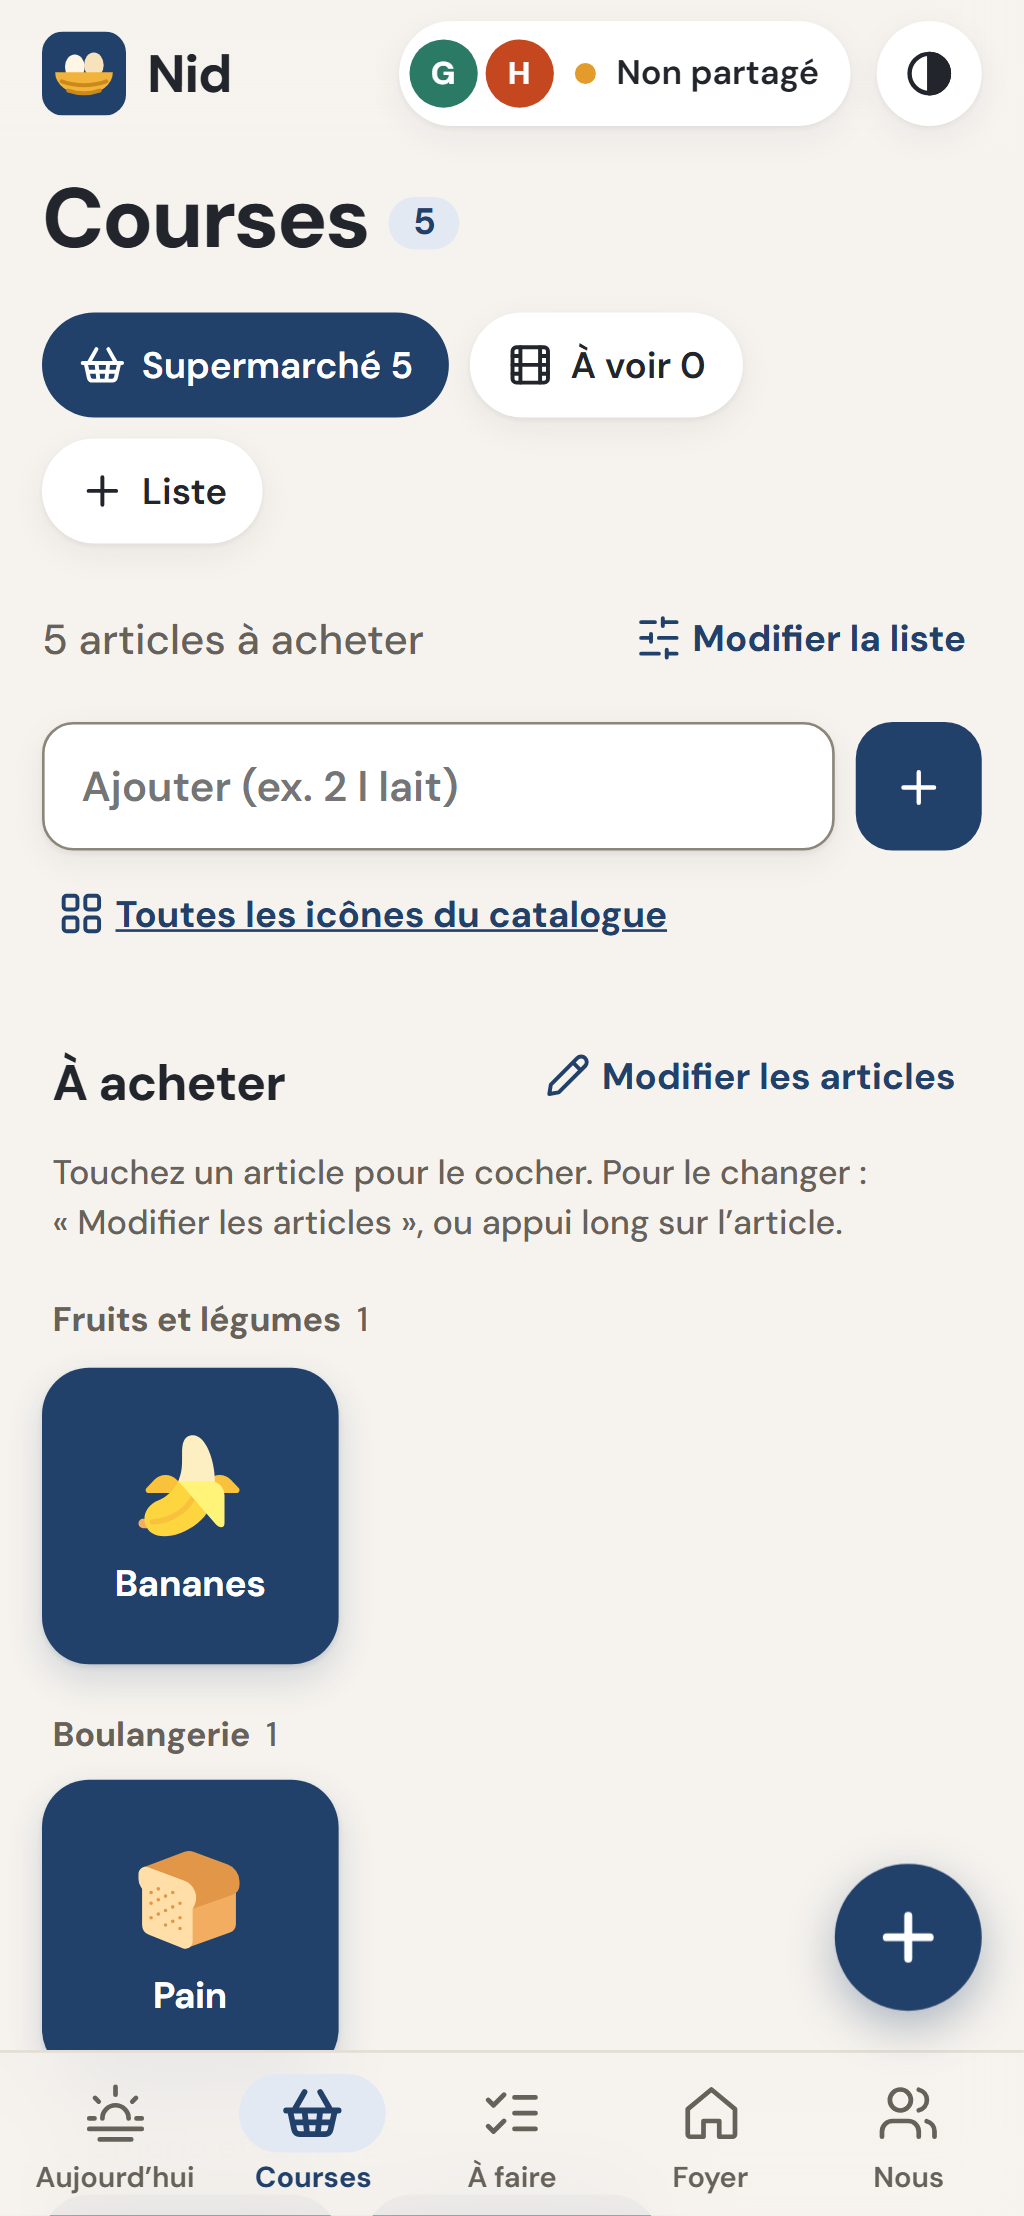 Nid
G H Non partagé
Courses 5
Supermarché 5
À voir 0
Liste
5 articles à acheter
Modifier la liste
Ajouter (ex. 2 l lait)
Toutes les icônes du catalogue
À acheter
Modifier les articles
Touchez un article pour le cocher. Pour le changer :
« Modifier les articles », ou appui long sur l’article.
Fruits et légumes 1
Bananes
Boulangerie 1
Pain
Aujourd’hui
Courses
À faire
Foyer
Nous